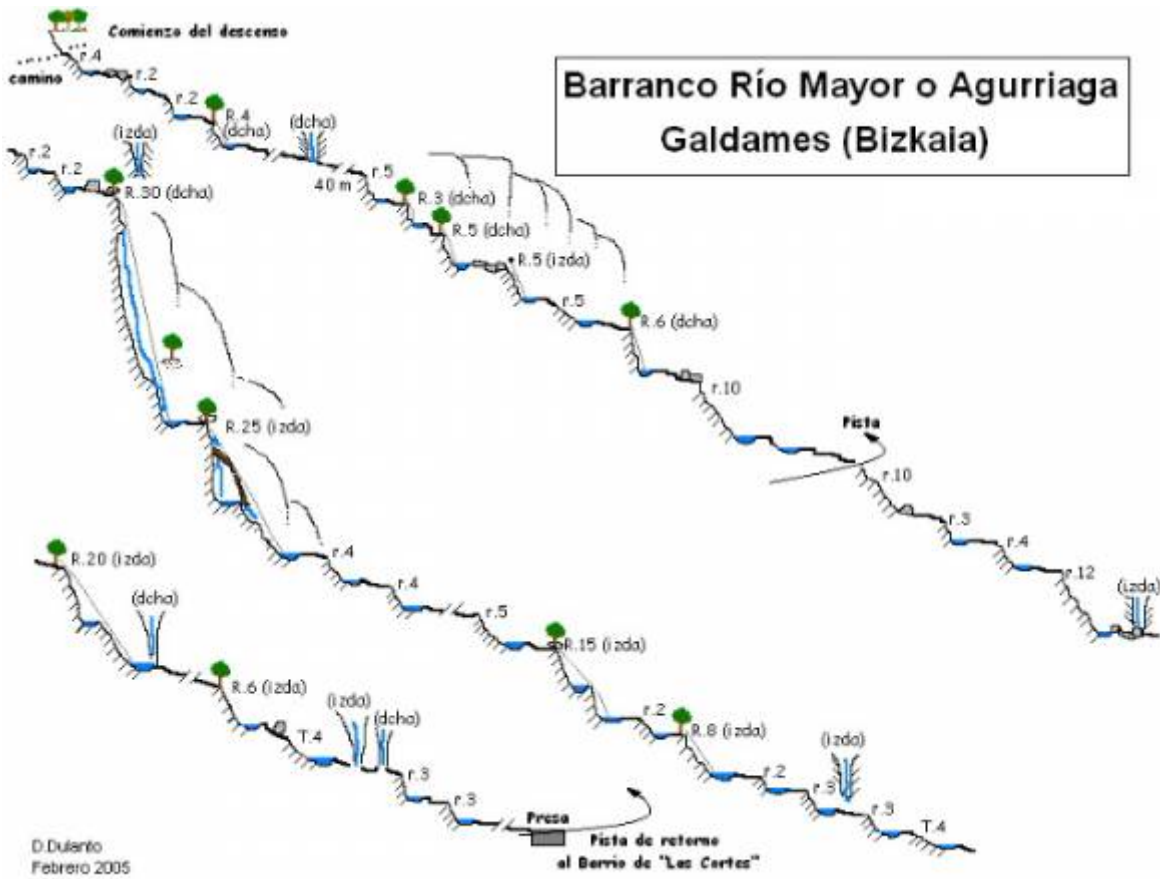 Barranco Río Mayor o Agurriaga
Galdames (Bizkaia)
Comienzo del descenso
camino
r.4
r.2
r.2
R.4
(dcha)
(dcha)
40 m
r.5
R.3 (dcha)
R.5 (dcha)
R.5 (izda)
r.5
R.6 (dcha)
r.10
Pista
r.10
r.3
r.4
r.12
(izda)
r.2
r.2
(izda)
R.30 (dcha)
R.25 (izda)
r.4
r.4
r.5
R.15 (izda)
r.2
R.8 (izda)
r.2
r.3
(izda)
r.3
T.4
R.20 (izda)
(dcha)
R.6 (izda)
T.4
(izda)
(dcha)
r.3
r.3
Presa
Pista de retorno
al Barrio de "Las Cortes"
D.Dulanto
Febrero 2005